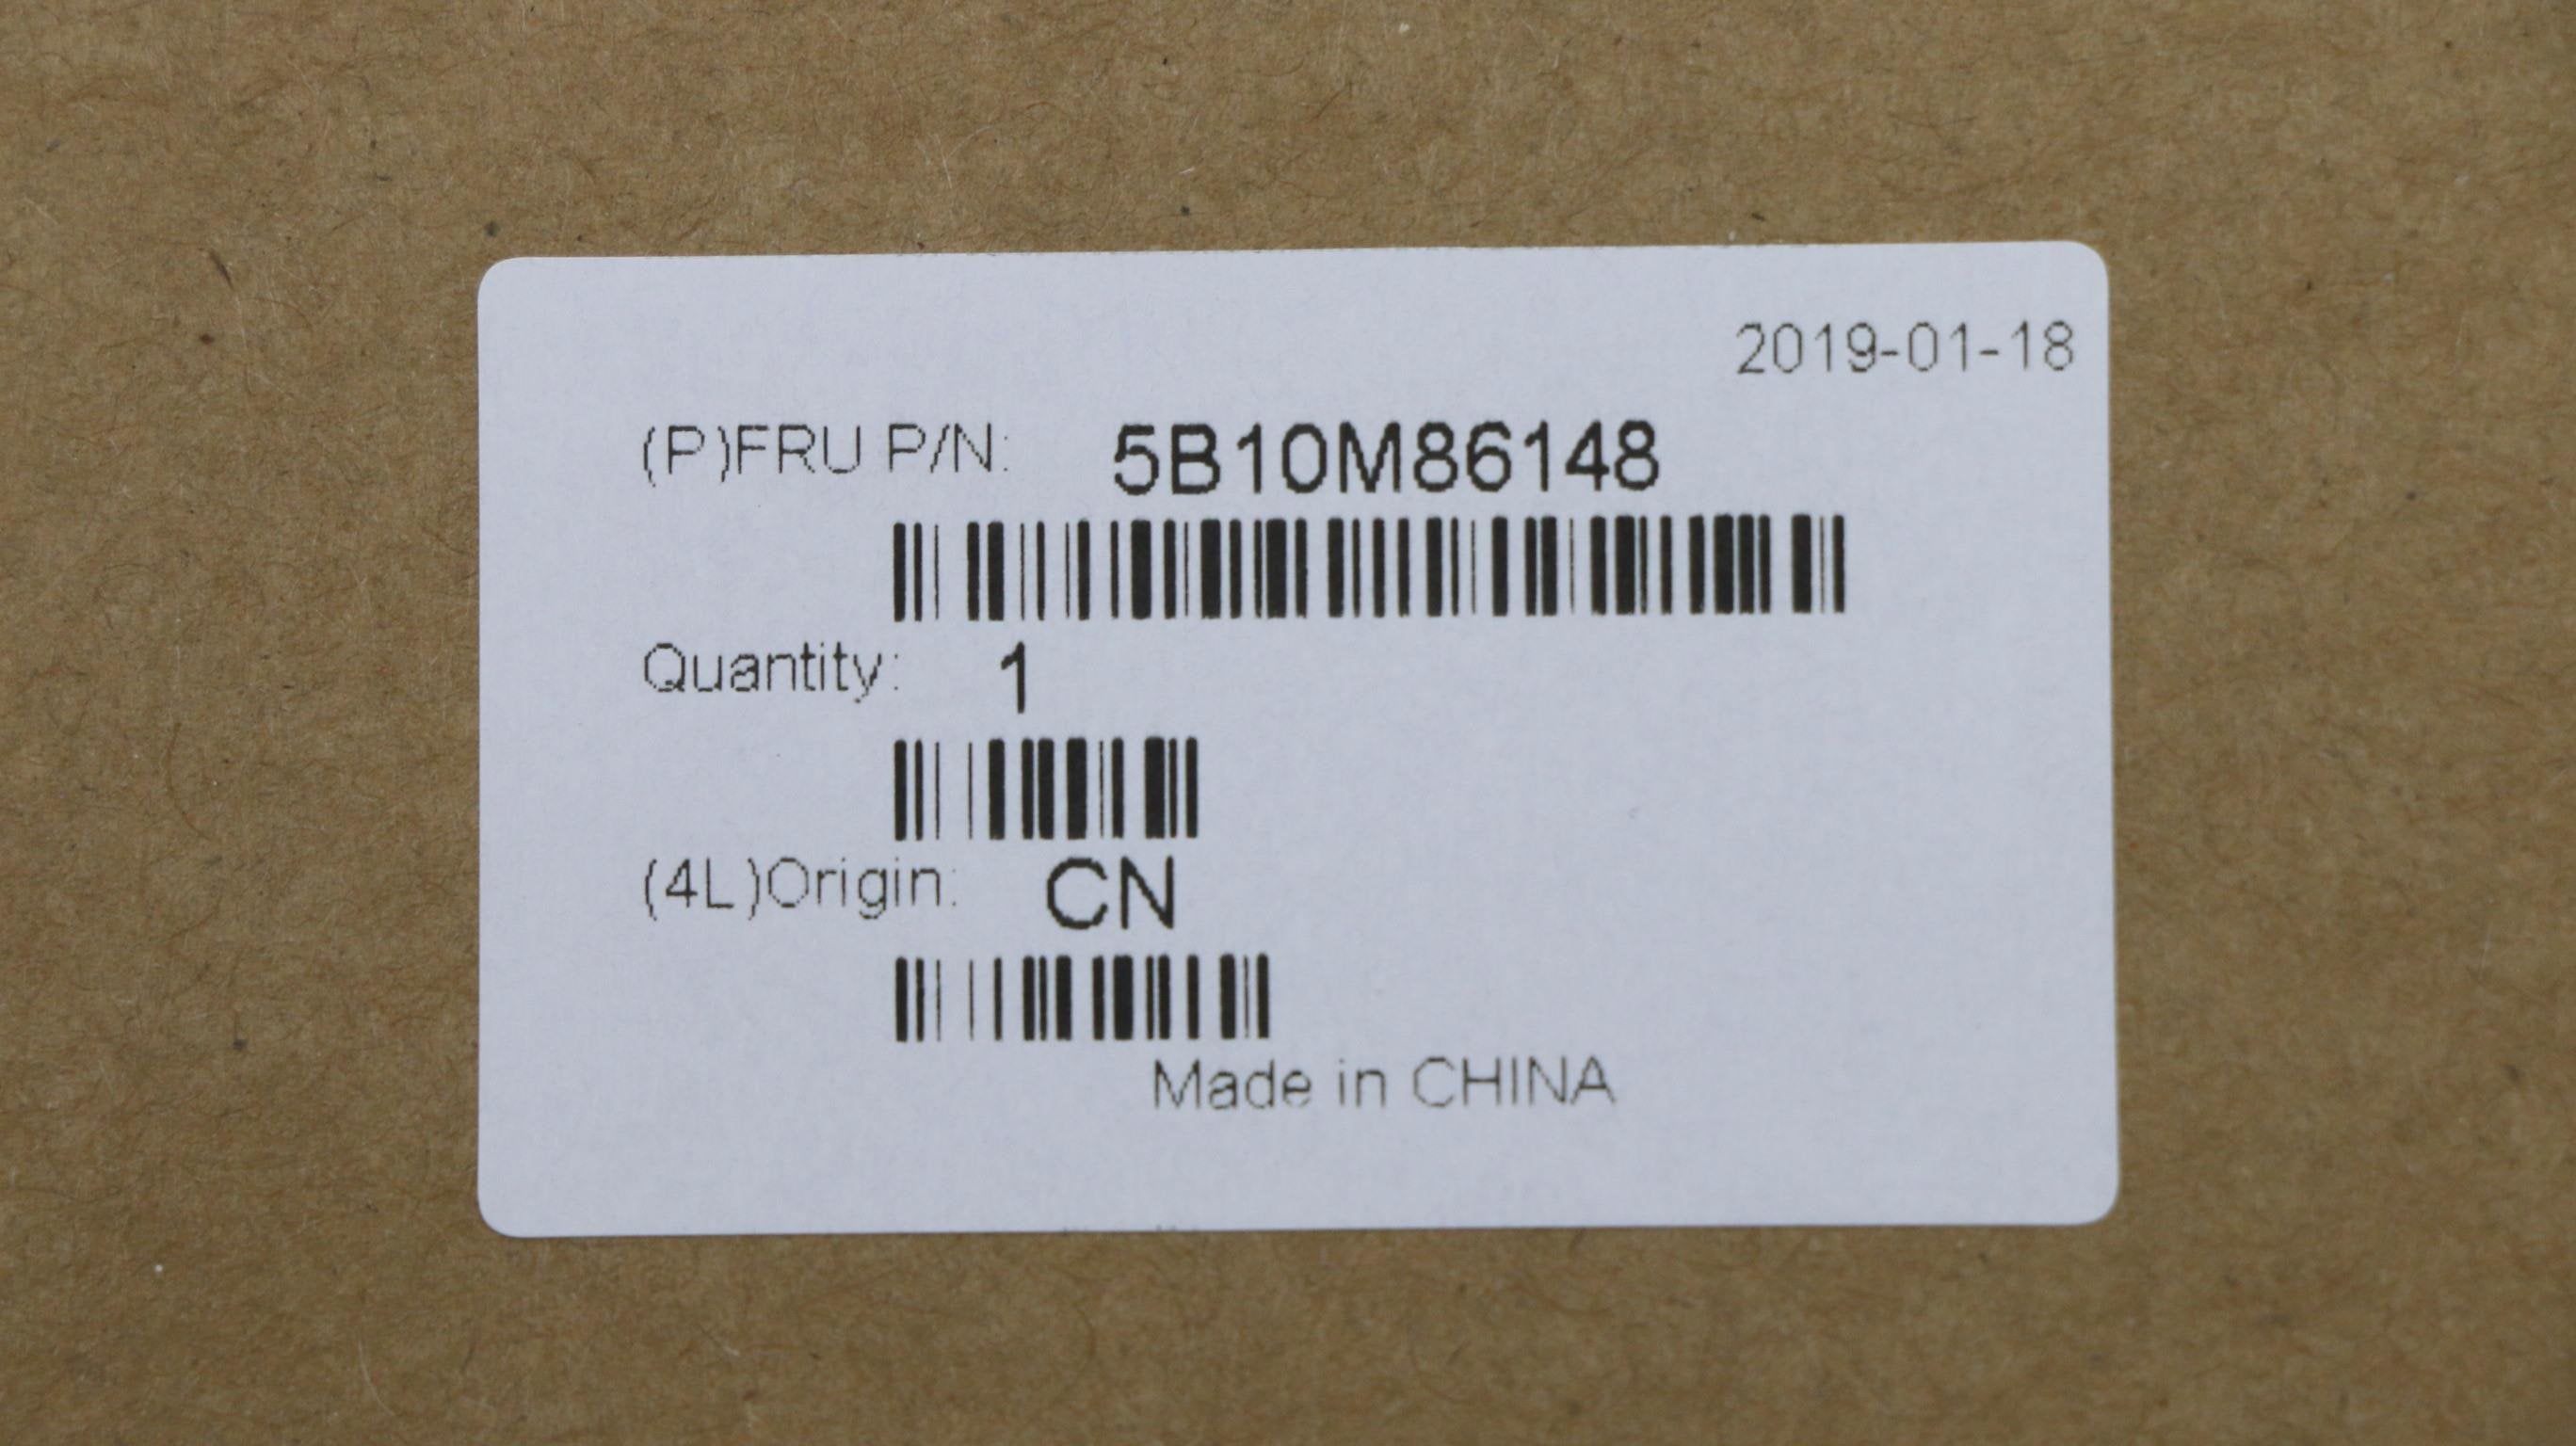 2019-01-18
(P)FRU P/N: 5B10M86148
Quantity: 1
(4L)Origin: CN
Made in CHINA